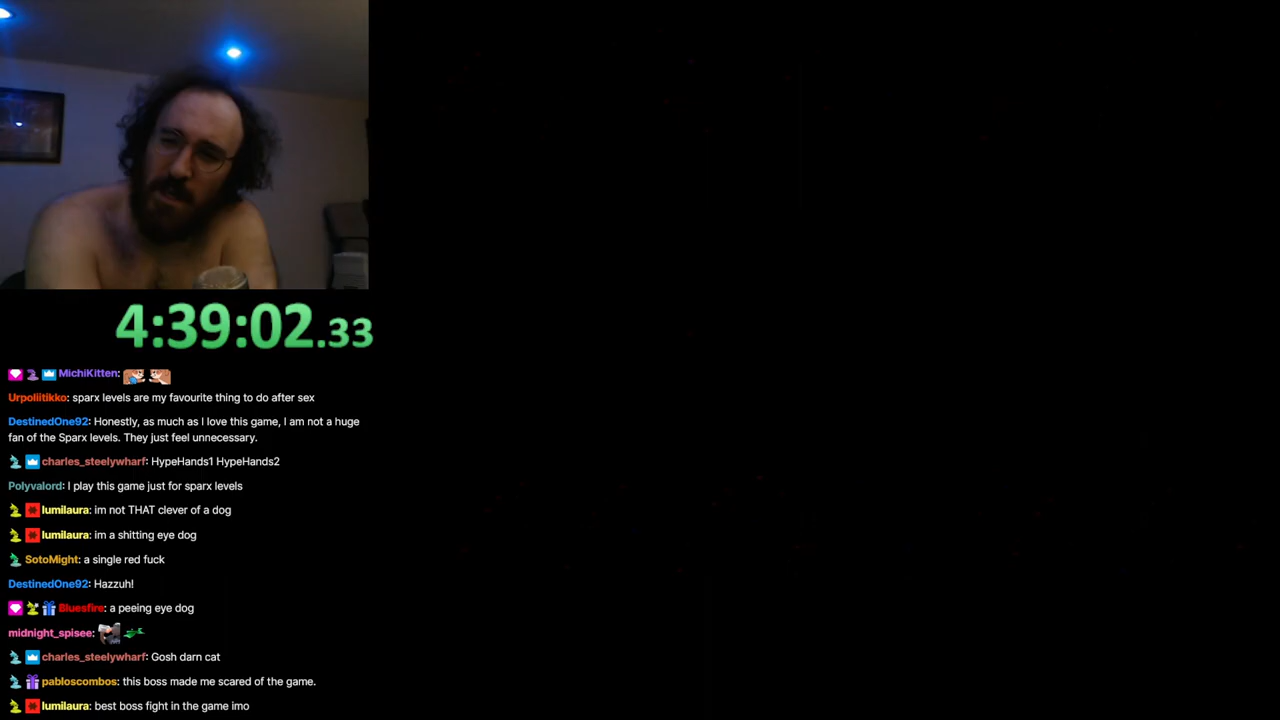 4:39:02.33
MichiKitten:
Urpoliitikko: sparx levels are my favourite thing to do after sex
DestinedOne92: Honestly, as much as I love this game, I am not a huge
fan of the Sparx levels. They just feel unnecessary.
charles_steelywharf: HypeHands1 HypeHands2
Polyvalord: I play this game just for sparx levels
lumilaura: im not THAT clever of a dog
lumilaura: im a shitting eye dog
SotoMight: a single red fuck
DestinedOne92: Hazzuh!
Bluesfire: a peeing eye dog
midnight_spisee:
charles_steelywharf: Gosh darn cat
pabloscombos: this boss made me scared of the game.
lumilaura: best boss fight in the game imo